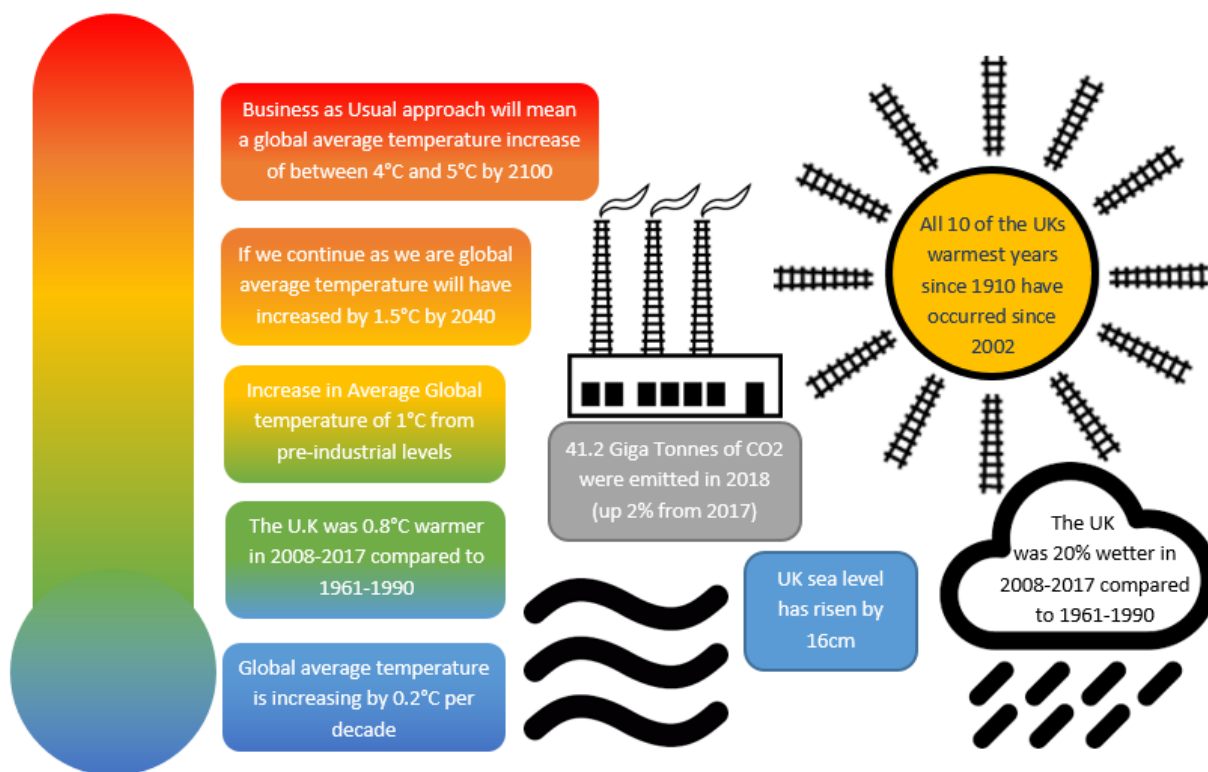 Business as Usual approach will mean
a global average temperature increase
of between 4°C and 5°C by 2100
If we continue as we are global
average temperature will have
increased by 1.5°C by 2040
Increase in Average Global
temperature of 1°C from
pre-industrial levels
The U.K was 0.8°C warmer
in 2008-2017 compared to
1961-1990
Global average temperature
is increasing by 0.2°C per
decade
41.2 Giga Tonnes of CO2
were emitted in 2018
(up 2% from 2017)
UK sea level
has risen by
16cm
All 10 of the UKs
warmest years
since 1910 have
occurred since
2002
The UK
was 20% wetter in
2008-2017 compared
to 1961-1990